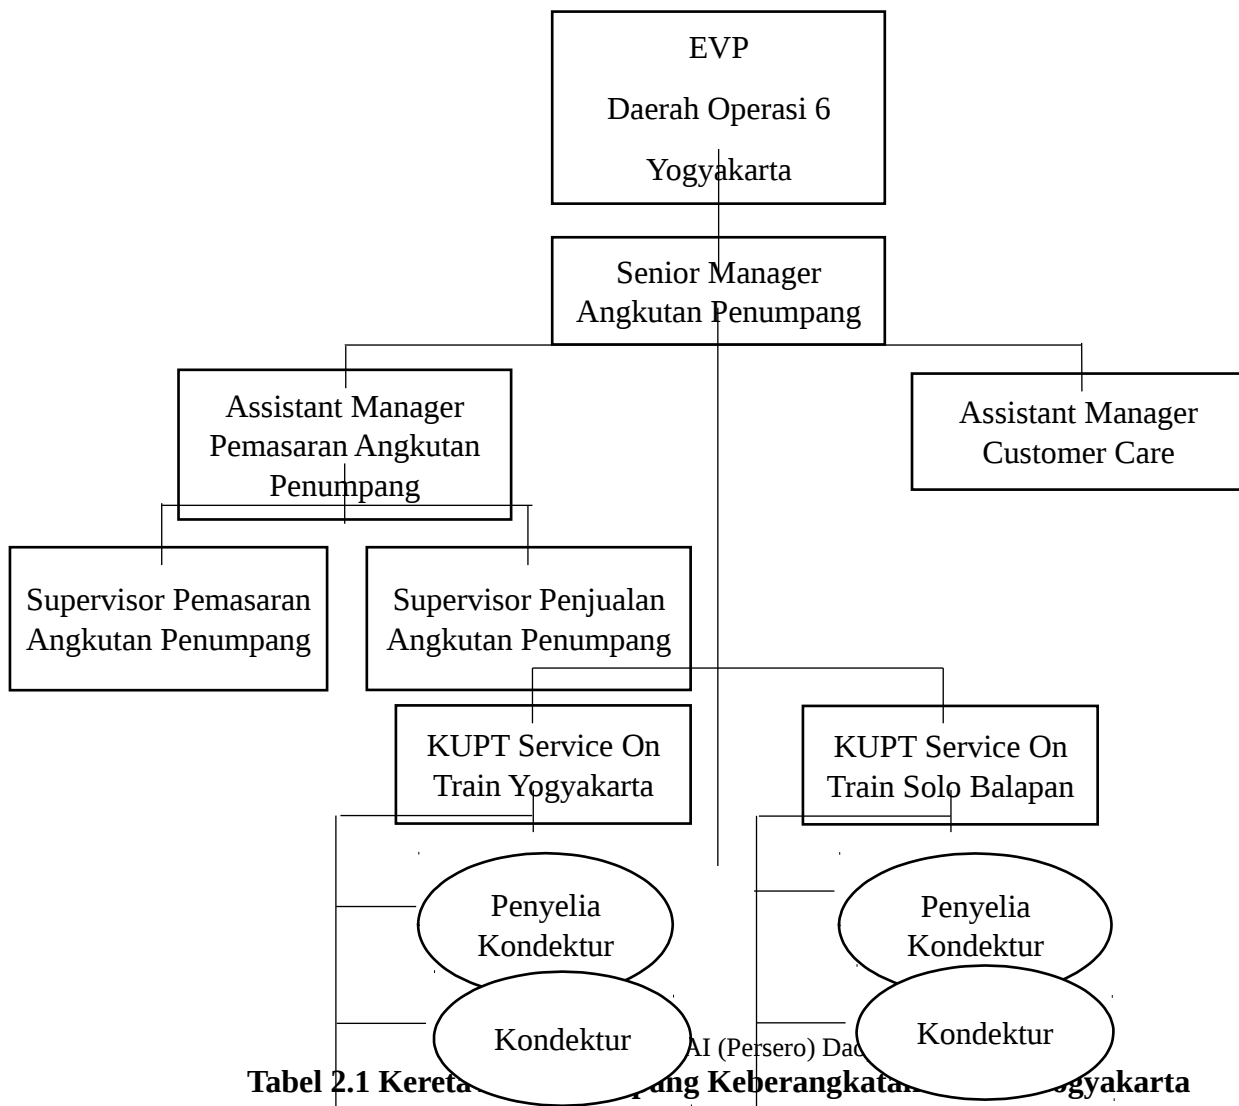 EVP
Daerah Operasi 6
Yogyakarta
Senior Manager
Angkutan Penumpang
Assistant Manager
Pemasaran Angkutan
Penumpang
Assistant Manager
Customer Care
Supervisor Pemasaran
Angkutan Penumpang
Supervisor Penjualan
Angkutan Penumpang
KUPT Service On
Train Yogyakarta
KUPT Service On
Train Solo Balapan
Penyelia
Kondektur
Penyelia
Kondektur
Kondektur
Kondektur
(Persero)
Tabel 2.1 Kereta Keberangkatan